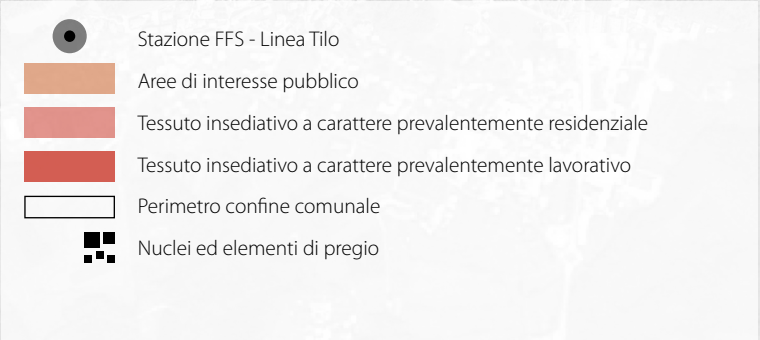 Stazione FFS - Linea Tilo
Aree di interesse pubblico
Tessuto insediativo a carattere prevalentemente residenziale
Tessuto insediativo a carattere prevalentemente lavorativo
Perimetro confine comunale
Nuclei ed elementi di pregio